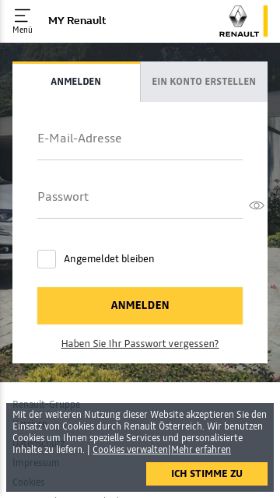 Menü
MY Renault
RENAULT
ANMELDEN
EIN KONTO ERSTELLEN
E-Mail-Adresse
Passwort
Angemeldet bleiben
ANMELDEN
Haben Sie Ihr Passwort vergessen?
Renault-Gruppe
Mit der weiteren Nutzung dieser Website akzeptieren Sie den
Einsatz von Cookies durch Renault Österreich. Wir benutzen
Cookies um Ihnen spezielle Services und personalisierte
Inhalte zu liefern. | Cookies verwalten|Mehr erfahren
Impressum
ICH STIMME ZU
Cookies